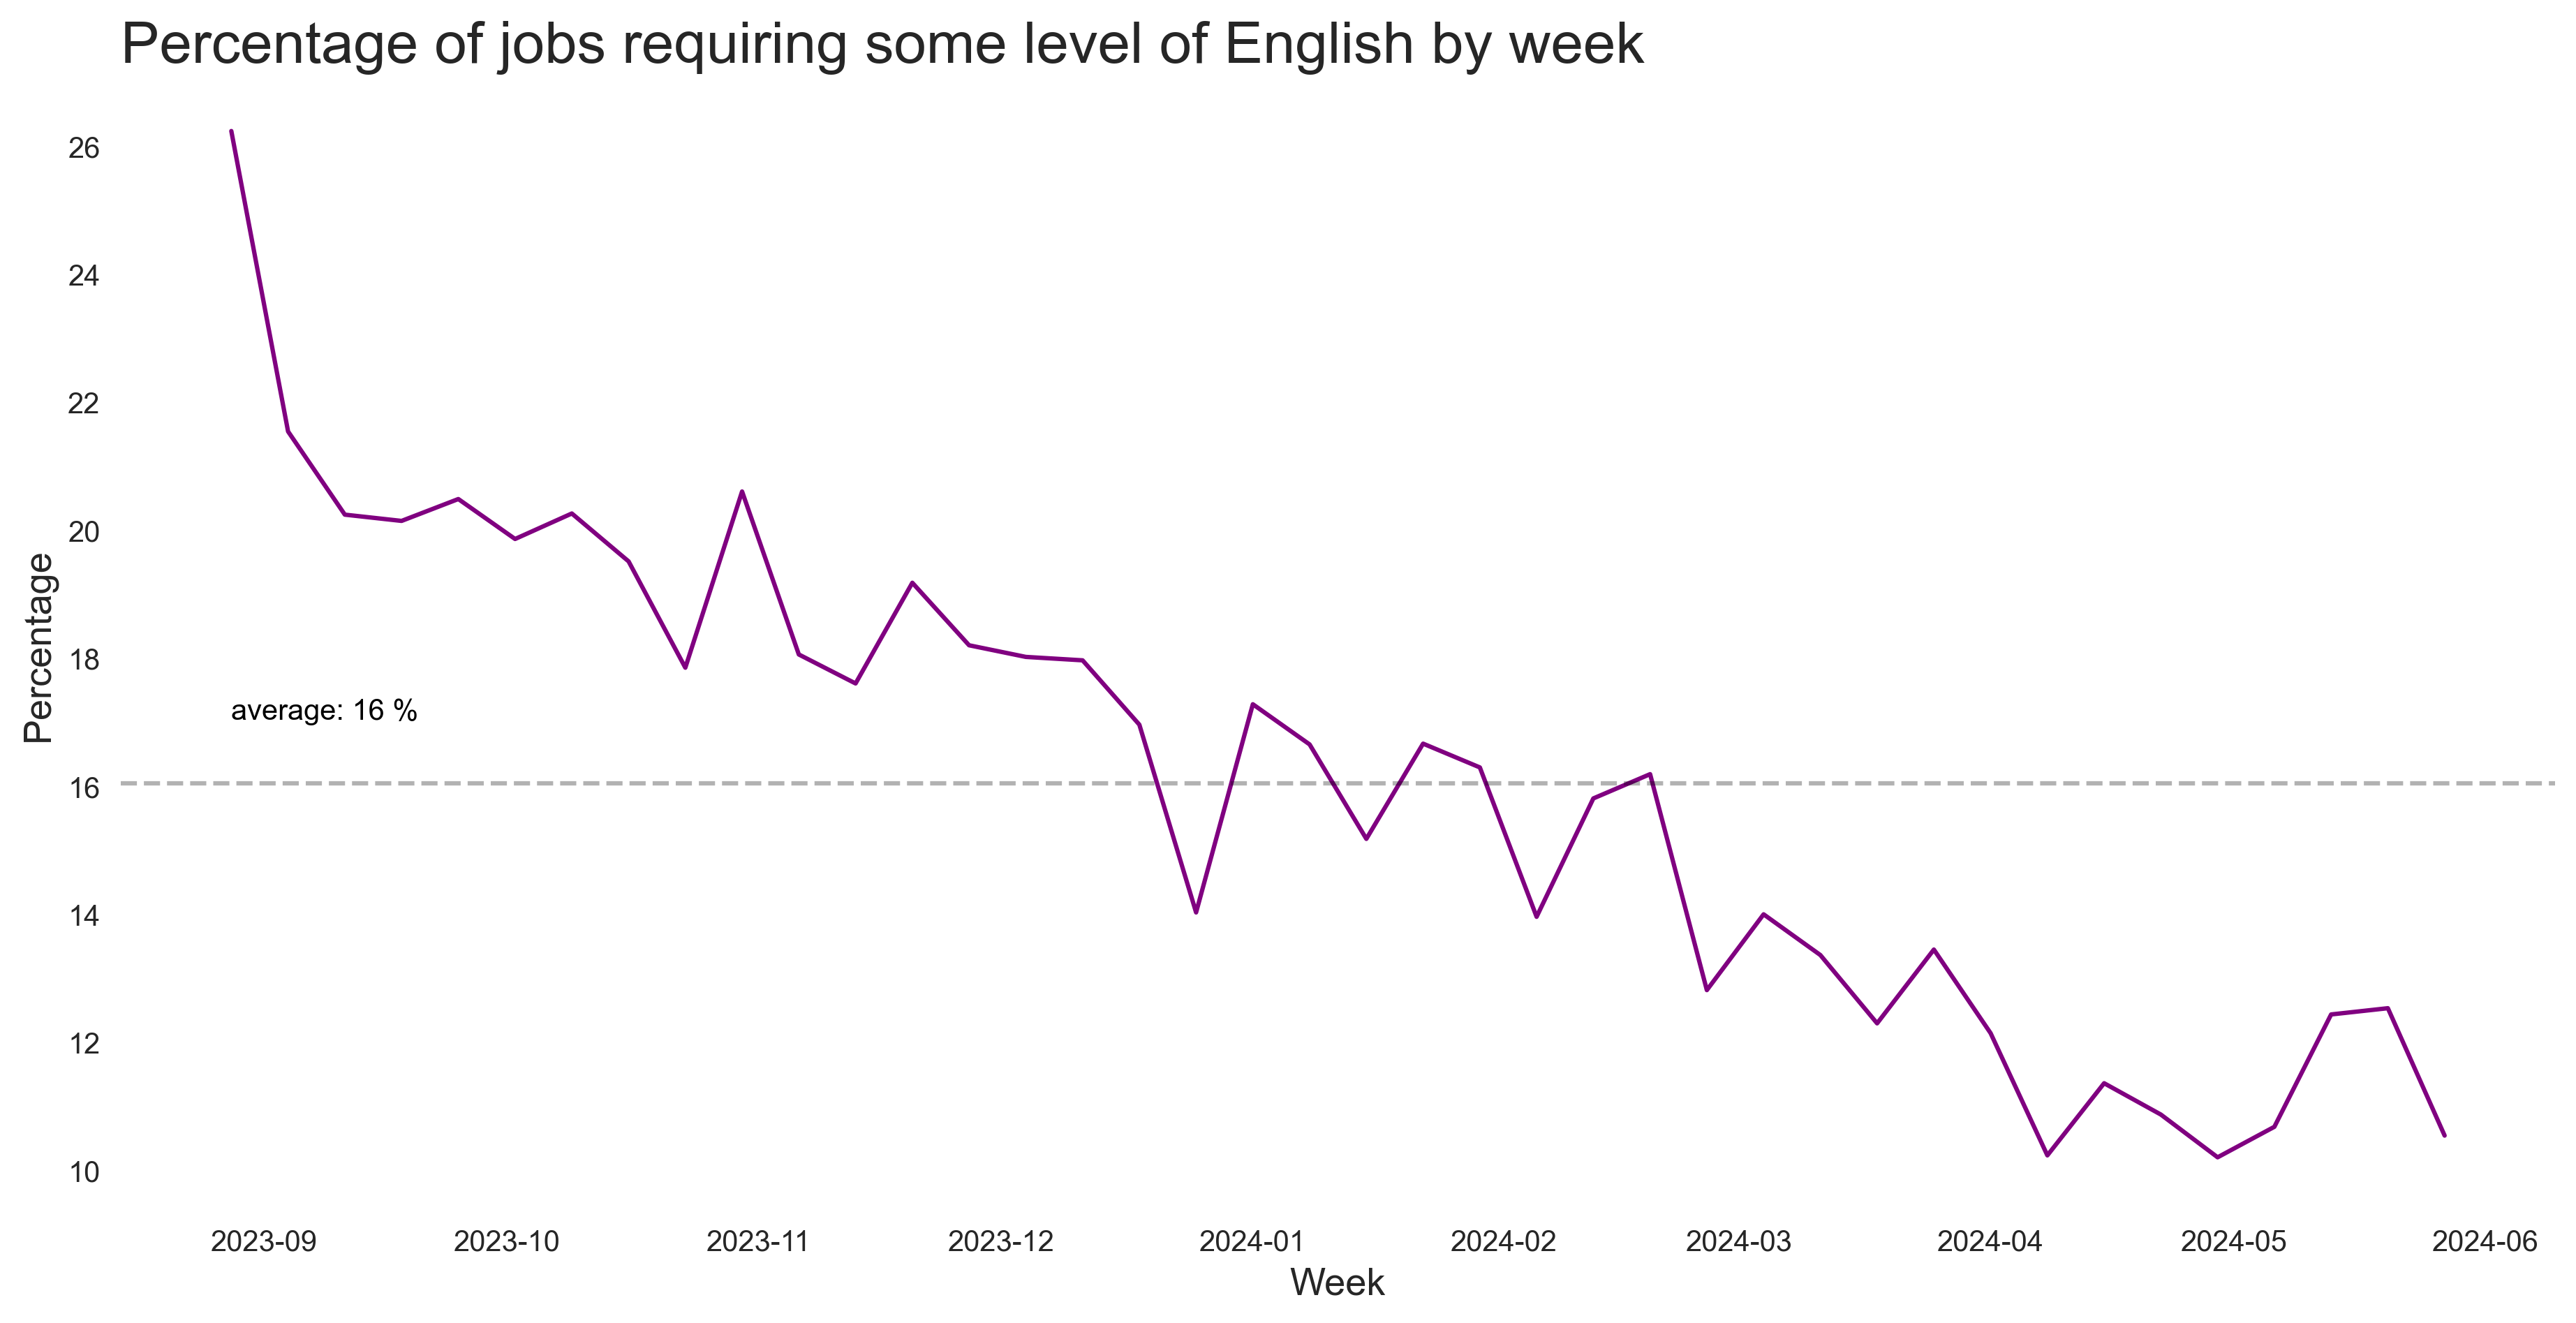 Percentage of jobs requiring some level of English by week
26
24
22
20
18
16
14
12
10
Percentage
average: 16 %
2023-09 2023-10 2023-11 2023-12 2024-01 2024-02 2024-03 2024-04 2024-05 2024-06
Week